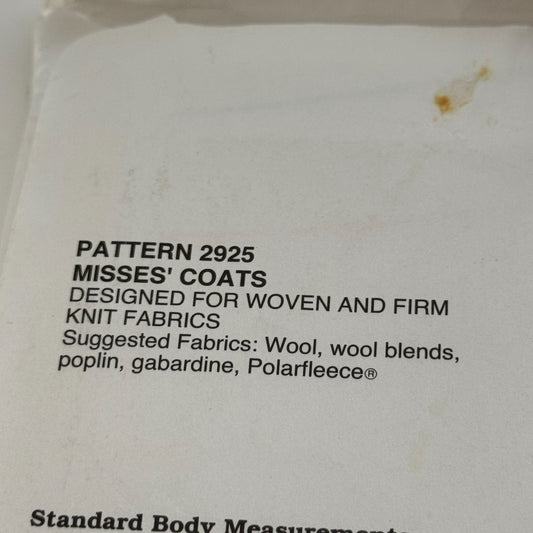 PATTERN 2925
MISSES' COATS
DESIGNED FOR WOVEN AND FIRM
KNIT FABRICS
Suggested Fabrics: Wool, wool blends,
poplin, gabardine, Polarfleece®
Standard Body Measurements